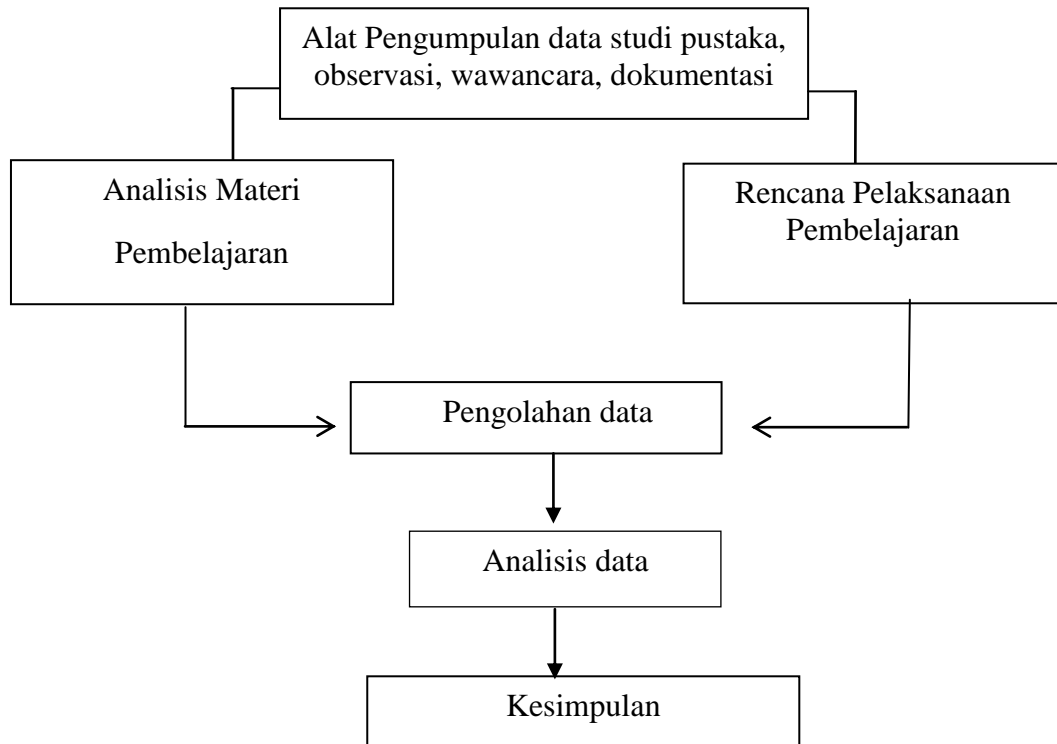 Alat Pengumpulan data studi pustaka,
observasi, wawancara, dokumentasi
Analisis Materi
Pembelajaran
Rencana Pelaksanaan
Pembelajaran
Pengolahan data
Analisis data
Kesimpulan